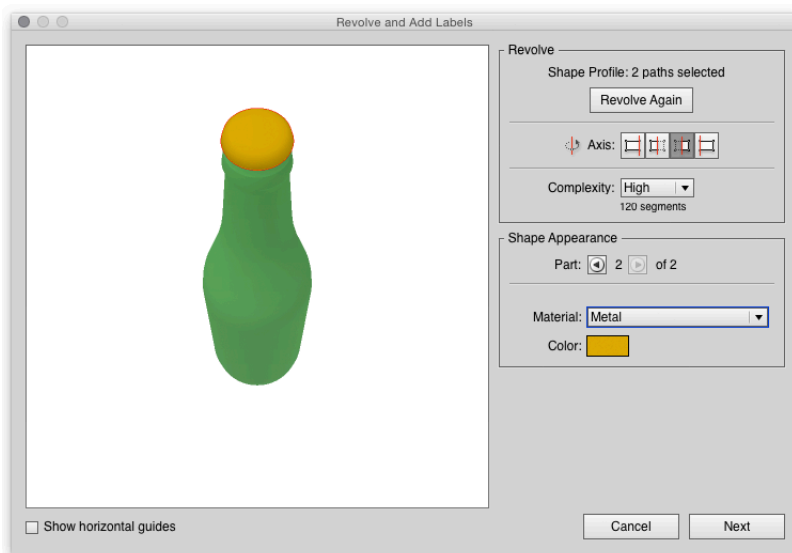 Revolve and Add Labels
Revolve
Shape Profile: 2 paths selected
Revolve Again
Axis:
Complexity: High
120 segments
Shape Appearance
Part: 2 of 2
Material: Metal
Color:
Show horizontal guides
Cancel Next